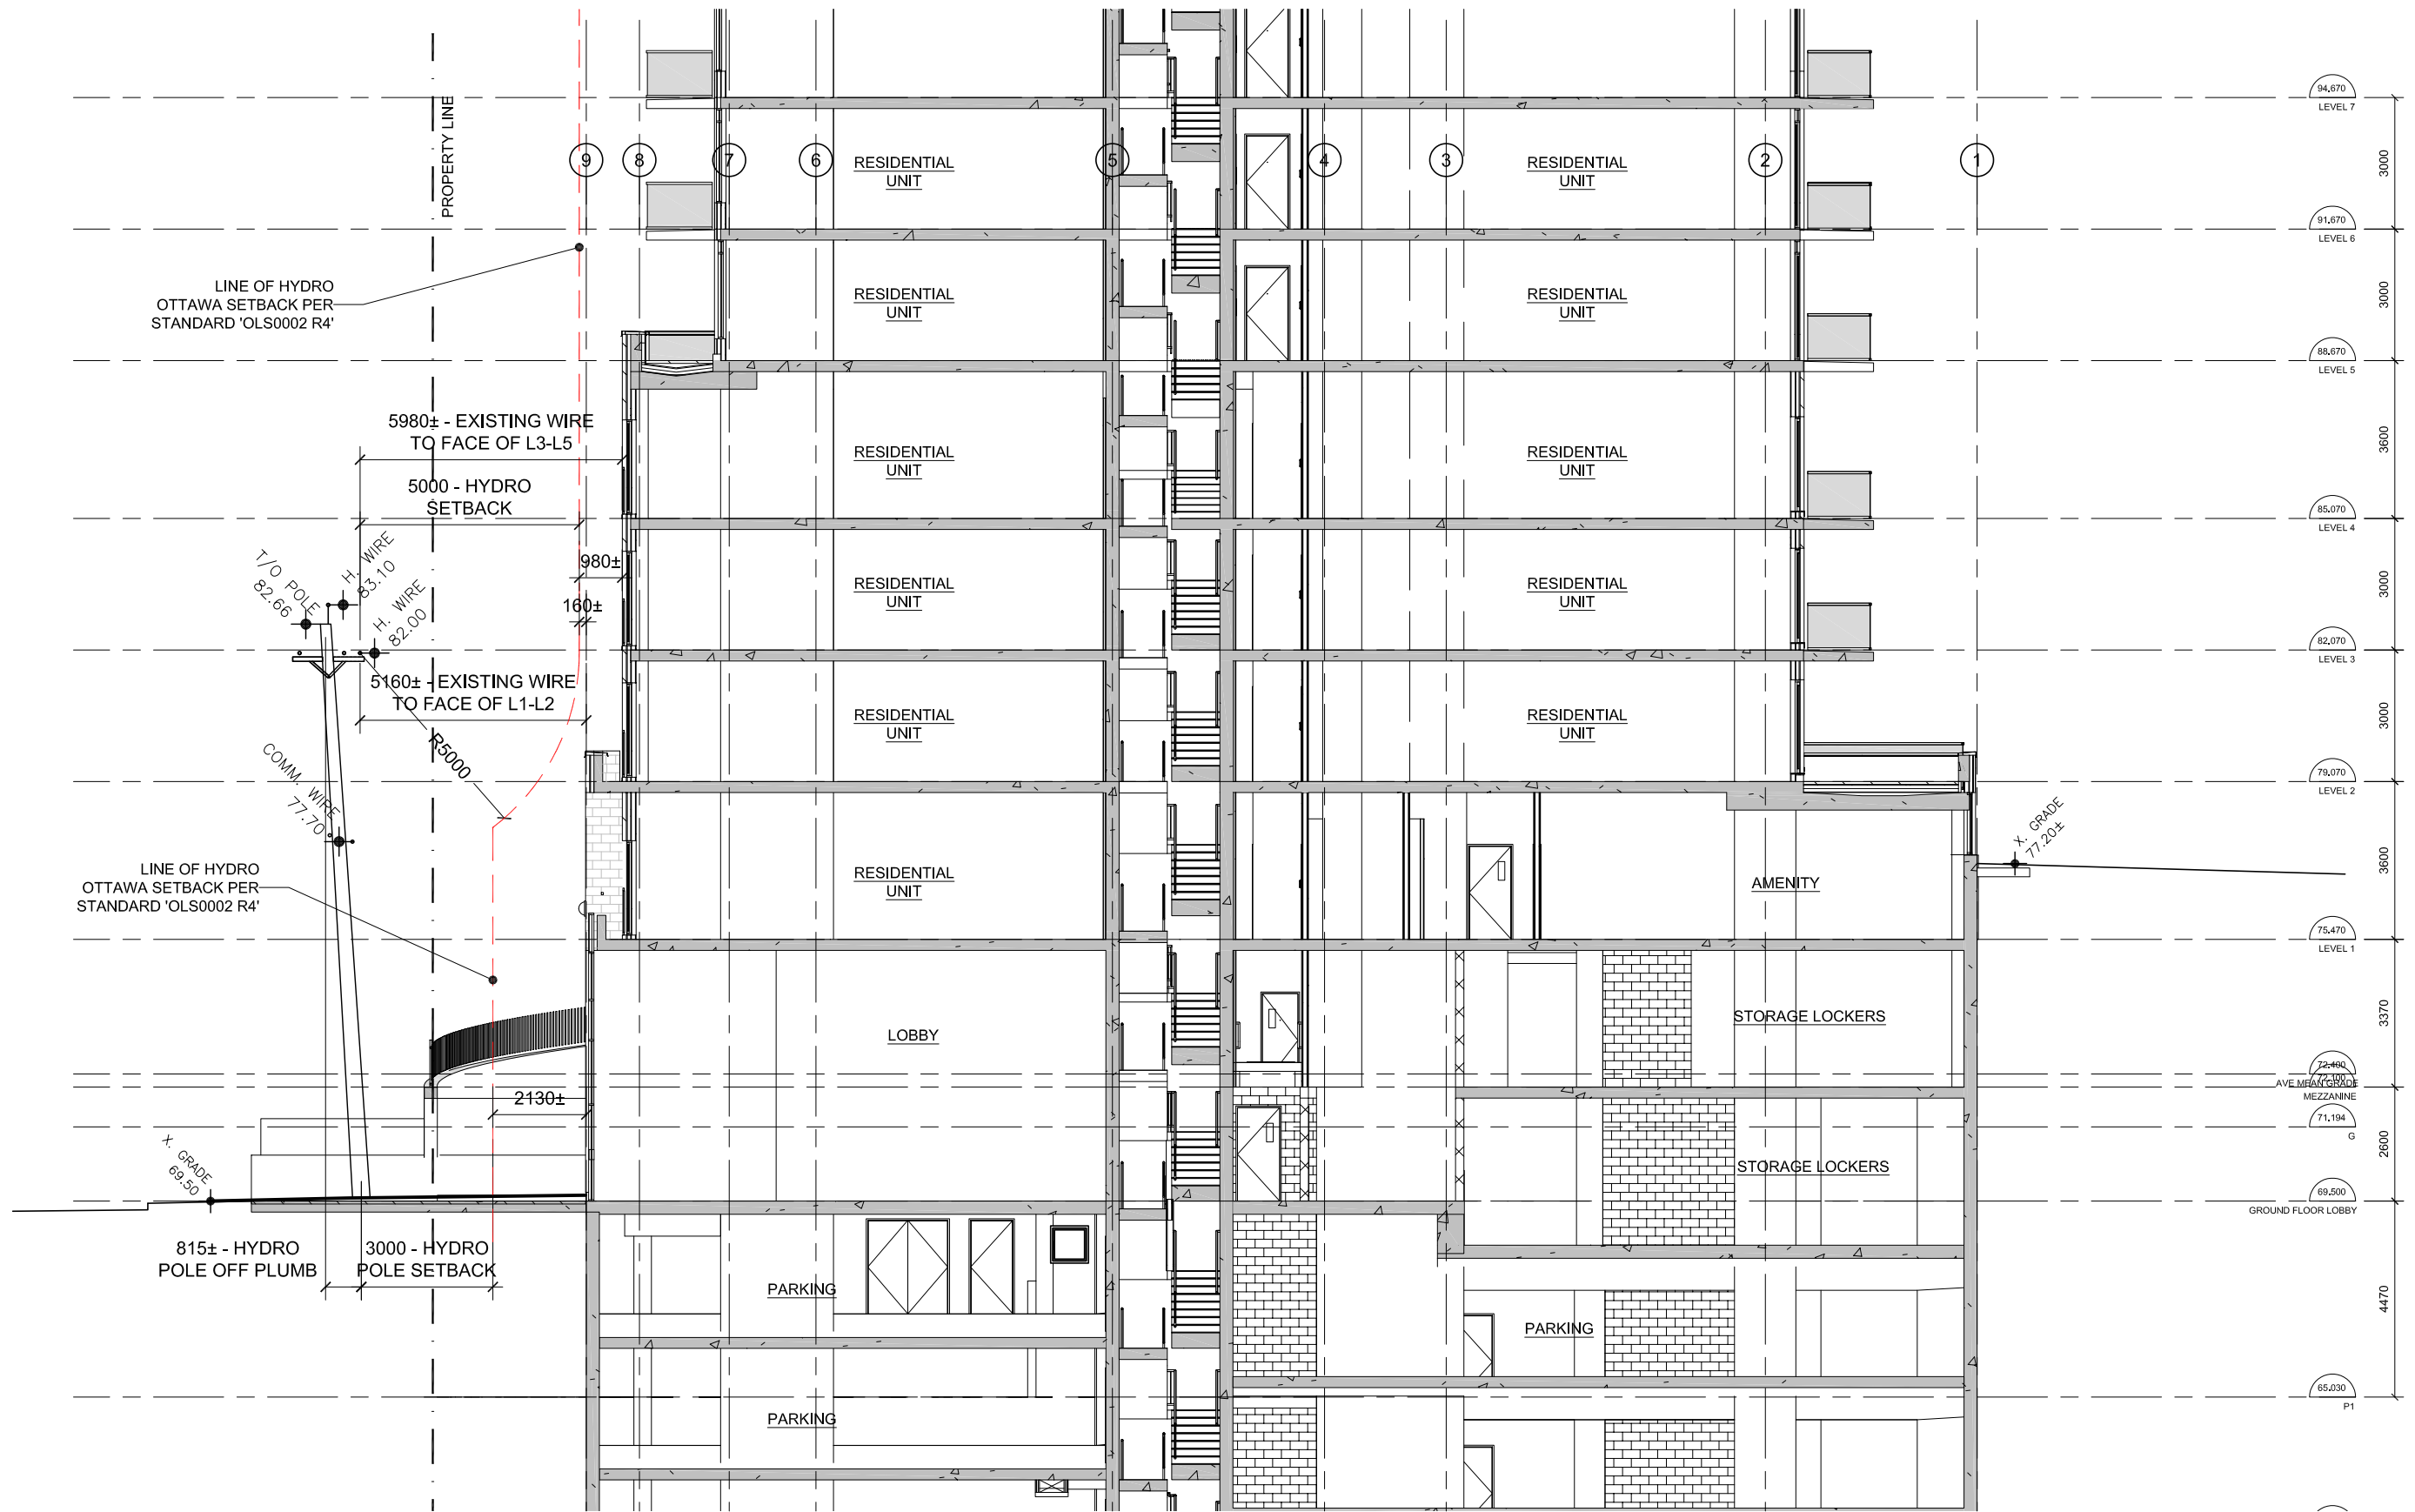 94.670
LEVEL 7
PROPERTY LINE
9
8
7
6
5
4
3
2
1
RESIDENTIAL
UNIT
RESIDENTIAL
UNIT
3000
91.670
LEVEL 6
LINE OF HYDRO
OTTAWA SETBACK PER
STANDARD 'OLS0002 R4'
RESIDENTIAL
UNIT
RESIDENTIAL
UNIT
3000
88.670
LEVEL 5
5980± - EXISTING WIRE
TO FACE OF L3-L5
RESIDENTIAL
UNIT
RESIDENTIAL
UNIT
3600
5000 - HYDRO
SETBACK
85.070
LEVEL 4
980±
160±
T/O POLE
82.66
H. WIRE
83.10
H. WIRE
82.00
RESIDENTIAL
UNIT
RESIDENTIAL
UNIT
3000
82.070
LEVEL 3
5160± - EXISTING WIRE
TO FACE OF L1-L2
R5000
RESIDENTIAL
UNIT
RESIDENTIAL
UNIT
3000
79.070
LEVEL 2
COMM. WIRE
77.70
X. GRADE
77.20±
LINE OF HYDRO
OTTAWA SETBACK PER
STANDARD 'OLS0002 R4'
RESIDENTIAL
UNIT
AMENITY
3600
75.470
LEVEL 1
LOBBY
STORAGE LOCKERS
3370
72.400
AVE MEAN GRADE
72.100
MEZZANINE
2130±
71.194
G
X. GRADE
69.50
STORAGE LOCKERS
2600
69.500
GROUND FLOOR LOBBY
815± - HYDRO
POLE OFF PLUMB
3000 - HYDRO
POLE SETBACK
PARKING
PARKING
4470
65.030
P1
PARKING